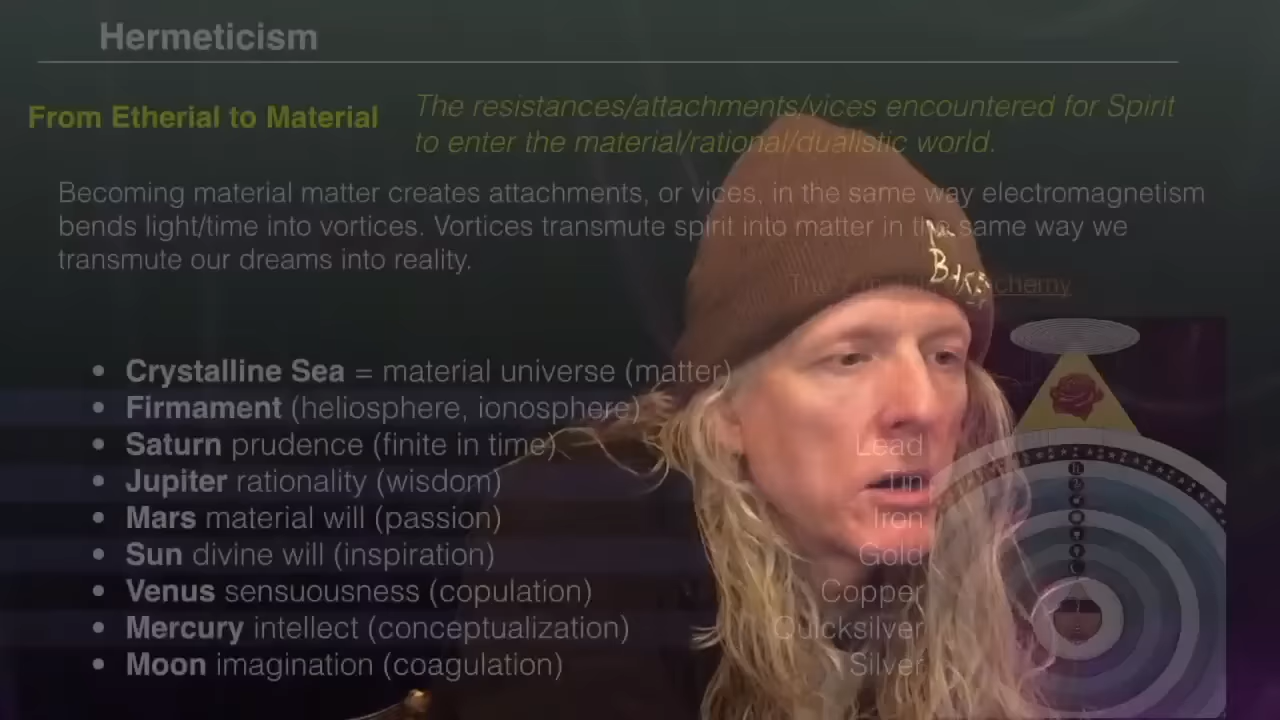 Hermeticism
From Etherial to Material
The resistances/attachments/vices encountered for Spirit
to enter the material/rational/dualistic world.
Becoming material matter creates attachments, or vices, in the same way electromagnetism
bends light/time into vortices. Vortices transmute spirit into matter in the same way we
transmute our dreams into reality.
• Crystalline Sea = material universe (matter)
• Firmament (heliosphere, ionosphere)
• Saturn prudence (finite in time) Lead
• Jupiter rationality (wisdom)
• Mars material will (passion) Iron
• Sun divine will (inspiration) Gold
• Venus sensuousness (copulation) Copper
• Mercury intellect (conceptualization) Quicksilver
• Moon imagination (coagulation) Silver